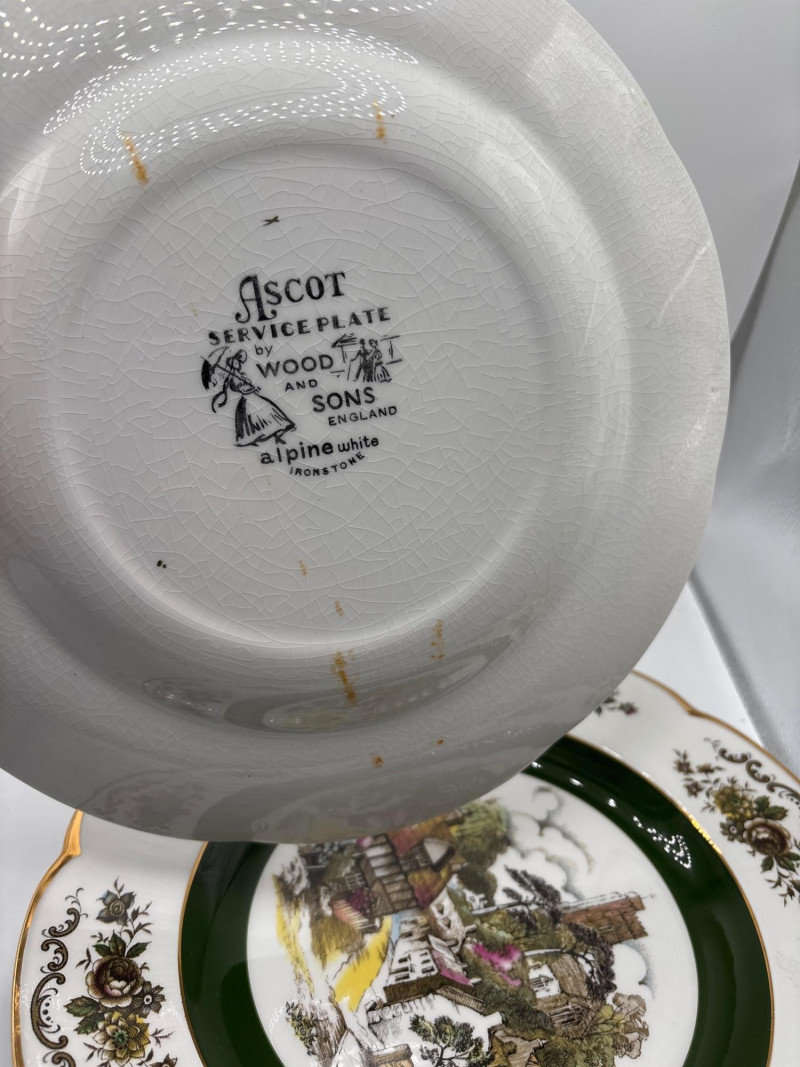 ASCOT
SERVICE PLATE
by
WOOD
AND
SONS
ENGLAND
alpine white
IRONSTONE